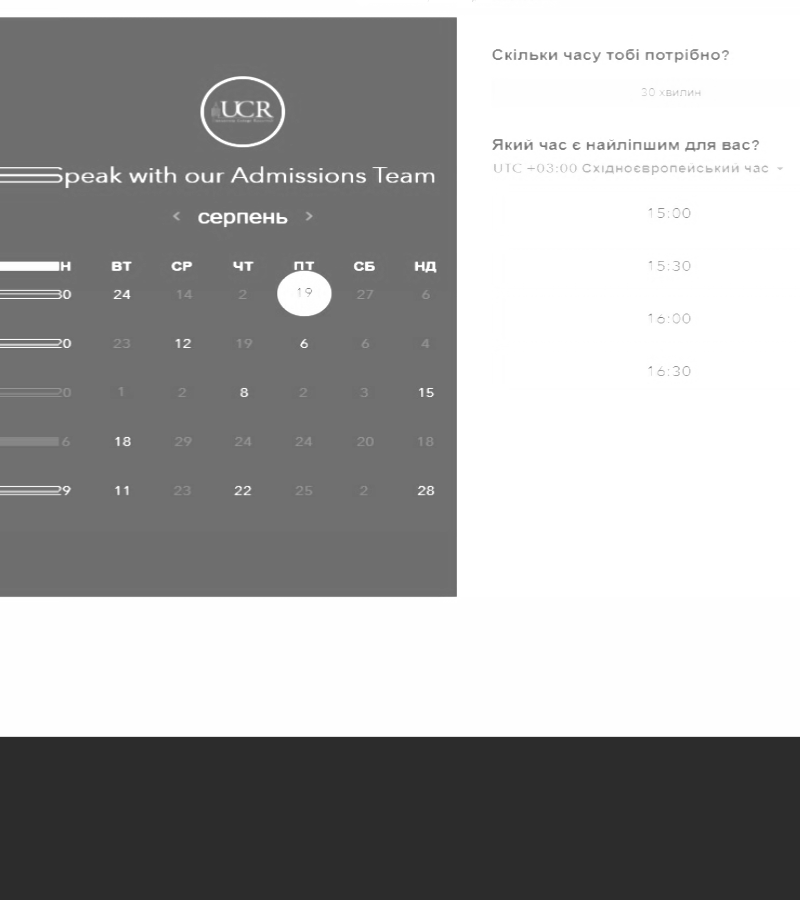 UCR
Speak with our Admissions Team
< серпень >
Н ВТ СР ЧТ ПТ СБ НД
30 24 14 2 19 27 6
20 23 12 19 6 6 4
20 1 2 8 2 3 15
6 18 29 24 24 20 18
29 11 23 22 25 2 28
Скільки часу тобі потрібно?
30 хвилин
Який час є найліпшим для вас?
UTC +03:00 Східноєвропейський час
15:00
15:30
16:00
16:30